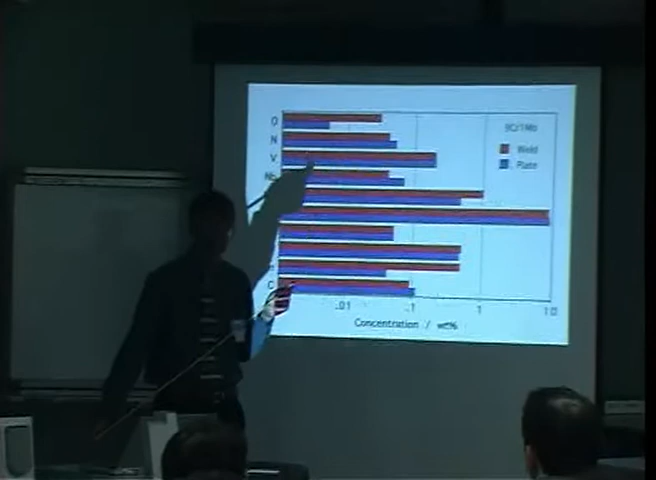 O
N
V
Nb
C
9Cr1Mo
Weld
Plate
.01 .1 1 10
Concentration / wt%